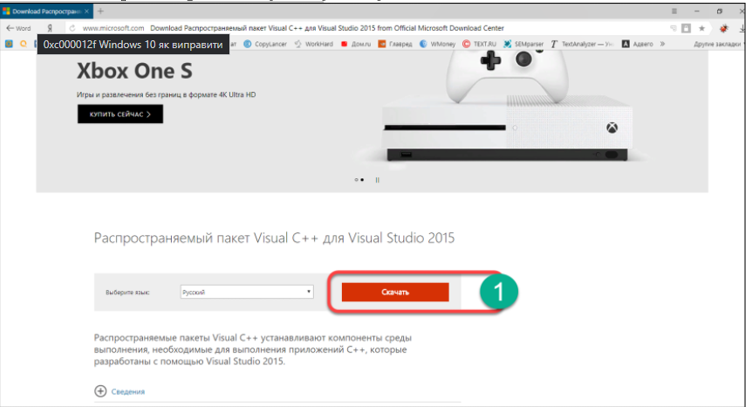 Download Распростран
Word
www.microsoft.com Download Распространяемый пакет Visual C++ для Visual Studio 2015 from Official Microsoft Download Center
0xc000012f Windows 10 як виправити
CopyLancer WorkHard Главред WMoney TEXT.RU SEMparser TextAnalyzer — Адвего » Другие закладки
Xbox One S
Игры и развлечения без границ в формате 4K Ultra HD
КУПИТЬ СЕЙЧАС >
Распространяемый пакет Visual C++ для Visual Studio 2015
Выберите язык: Русский Скачать 1
Распространяемые пакеты Visual C++ устанавливают компоненты среды
выполнения, необходимые для выполнения приложений C++, которые
разработаны с помощью Visual Studio 2015.
Сведения